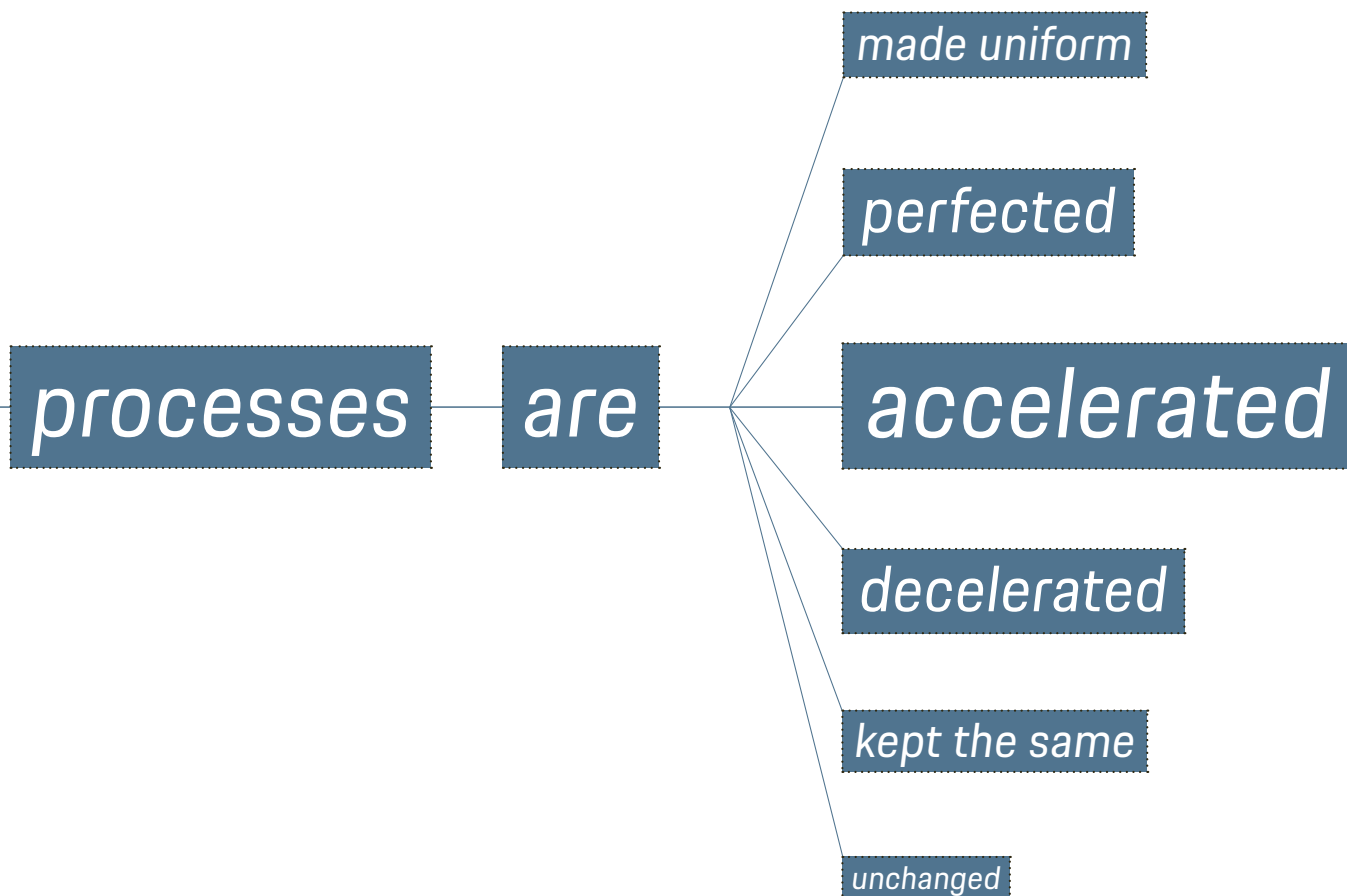 made uniform
perfected
processes are accelerated
decelerated
kept the same
unchanged